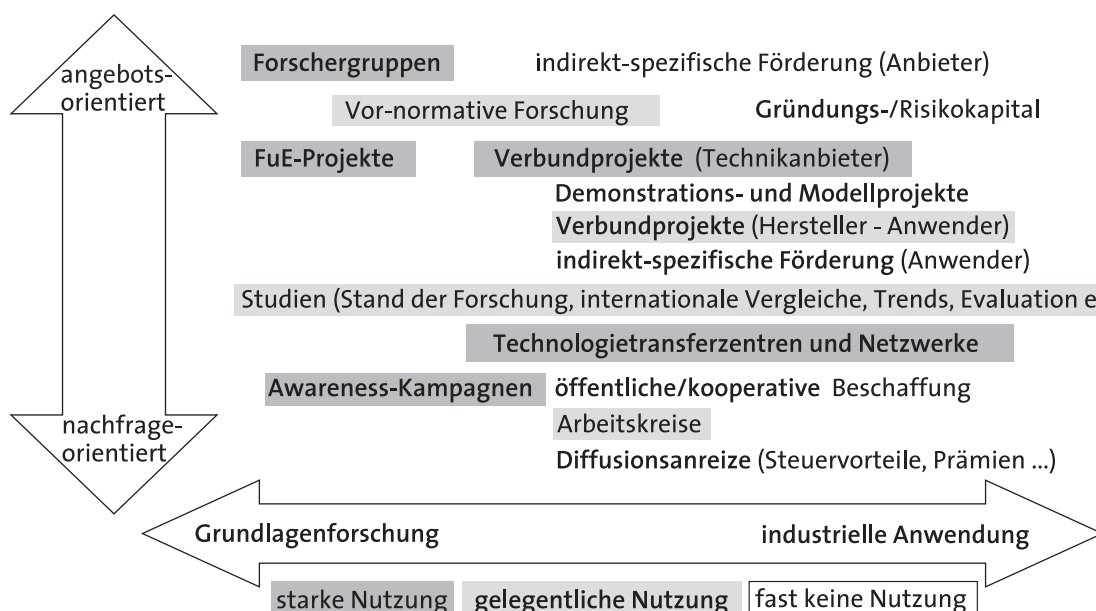 angebots-
orientiert
Forschergruppen indirekt-spezifische Förderung (Anbieter)
Vor-normative Forschung Gründungs-/Risikokapital
FuE-Projekte Verbundprojekte (Technikanbieter)
Demonstrations- und Modellprojekte
Verbundprojekte (Hersteller - Anwender)
indirekt-spezifische Förderung (Anwender)
Studien (Stand der Forschung, internationale Vergleiche, Trends, Evaluation e
Technologietransferzentren und Netzwerke
Awareness-Kampagnen öffentliche/kooperative Beschaffung
nachfrage-
orientiert
Arbeitskreise
Diffusionsanreize (Steuervorteile, Prämien ...)
Grundlagenforschung industrielle Anwendung
starke Nutzung gelegentliche Nutzung fast keine Nutzung